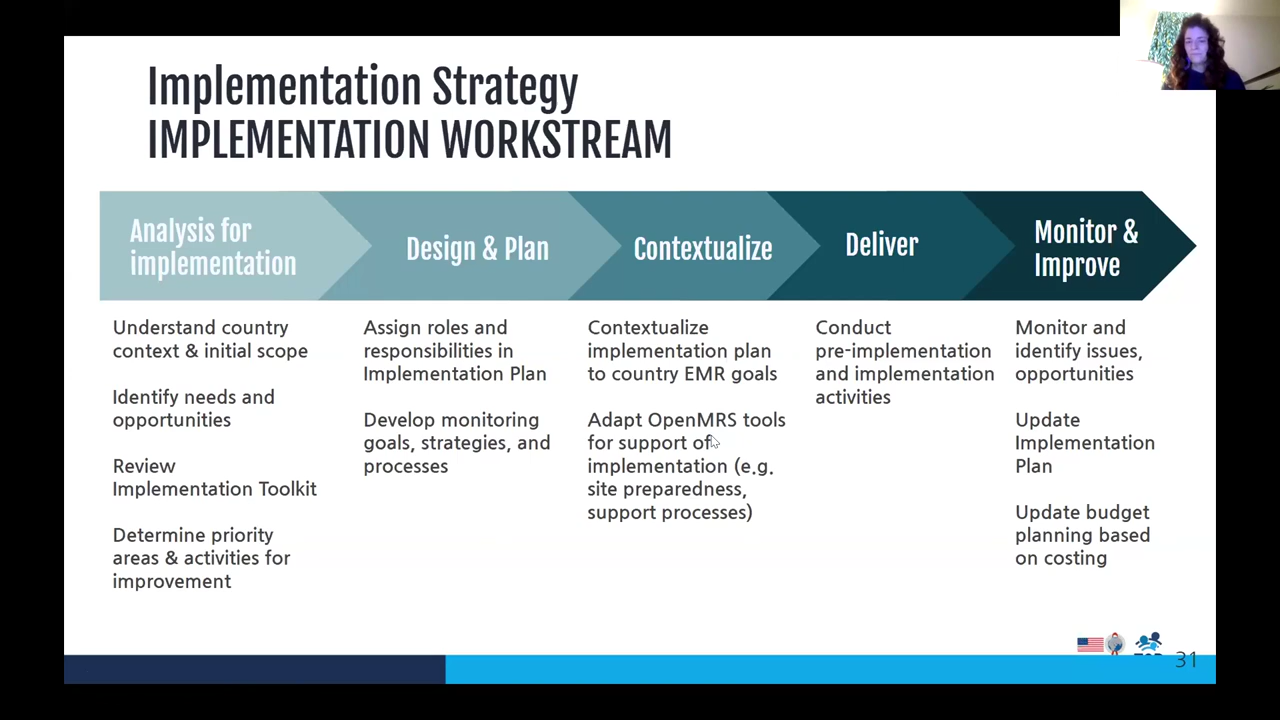 Implementation Strategy
IMPLEMENTATION WORKSTREAM
Analysis for
implementation
Design & Plan
Contextualize
Deliver
Monitor &
Improve
Understand country
context & initial scope
Identify needs and
opportunities
Review
Implementation Toolkit
Determine priority
areas & activities for
improvement
Assign roles and
responsibilities in
Implementation Plan
Develop monitoring
goals, strategies, and
processes
Contextualize
implementation plan
to country EMR goals
Adapt OpenMRS tools
for support of
implementation (e.g.
site preparedness,
support processes)
Conduct
pre-implementation
and implementation
activities
Monitor and
identify issues,
opportunities
Update
Implementation
Plan
Update budget
planning based
on costing
31